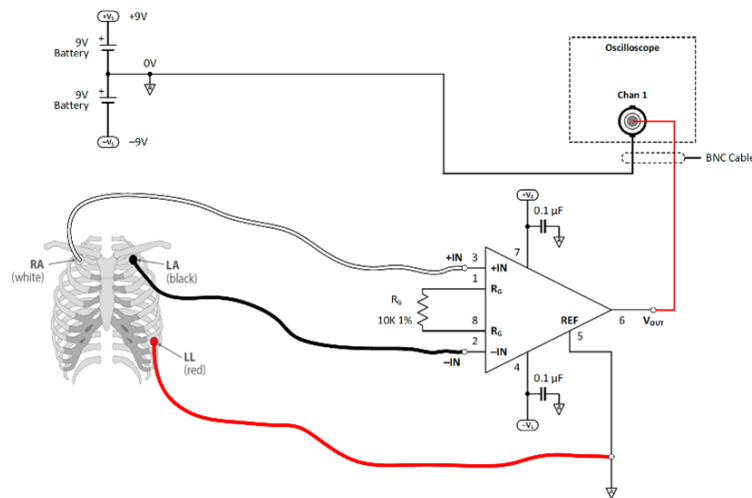 +Vs +9V
9V
Battery
+
0V
9V
Battery
+
–Vs –9V
Oscilloscope
Chan 1
BNC Cable
+Vs
0.1 µF
RA
(white)
LA
(black)
LL
(red)
+IN 3 +IN
7
1 RG
RG
10K 1%
8 RG
2 –IN
–IN
REF
5
6
VOUT
4
0.1 µF
–Vs